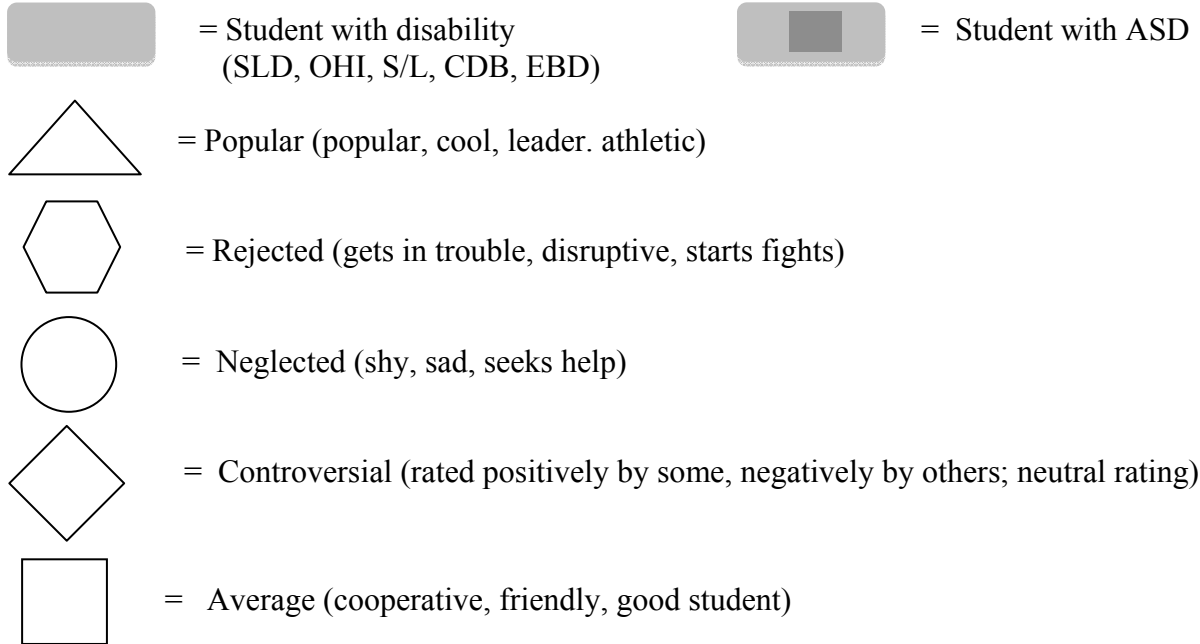 = Student with disability
(SLD, OHI, S/L, CDB, EBD)
= Student with ASD
= Popular (popular, cool, leader. athletic)
= Rejected (gets in trouble, disruptive, starts fights)
= Neglected (shy, sad, seeks help)
= Controversial (rated positively by some, negatively by others; neutral rating)
= Average (cooperative, friendly, good student)